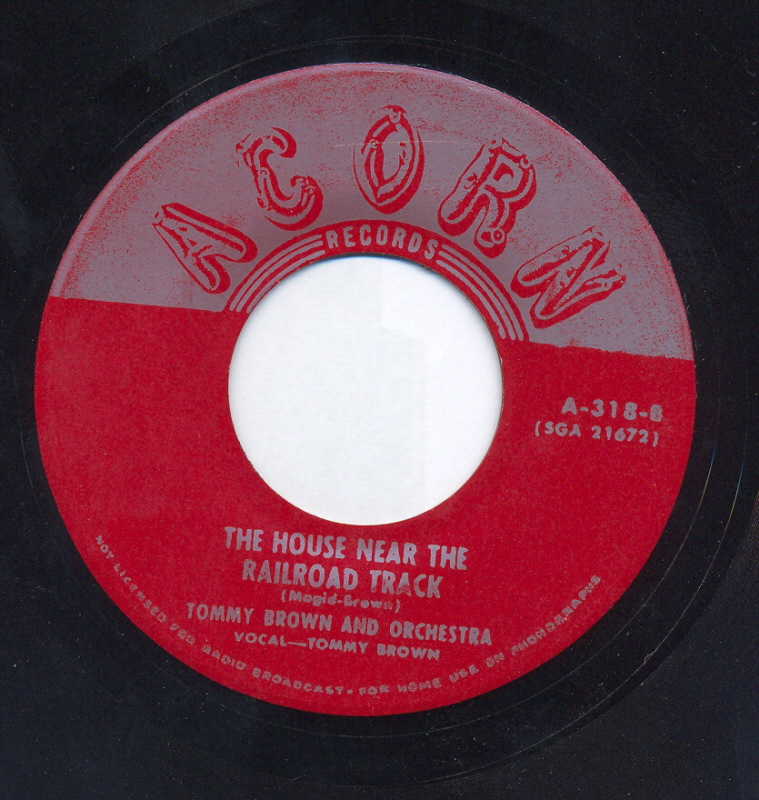 ACORN
RECORDS
A-318-B
(SGA 21672)
THE HOUSE NEAR THE
RAILROAD TRACK
(Magid-Brown)
TOMMY BROWN AND ORCHESTRA
VOCAL—TOMMY BROWN
NOT LICENSED FOR RADIO BROADCAST • FOR HOME USE ON PHONOGRAPHS